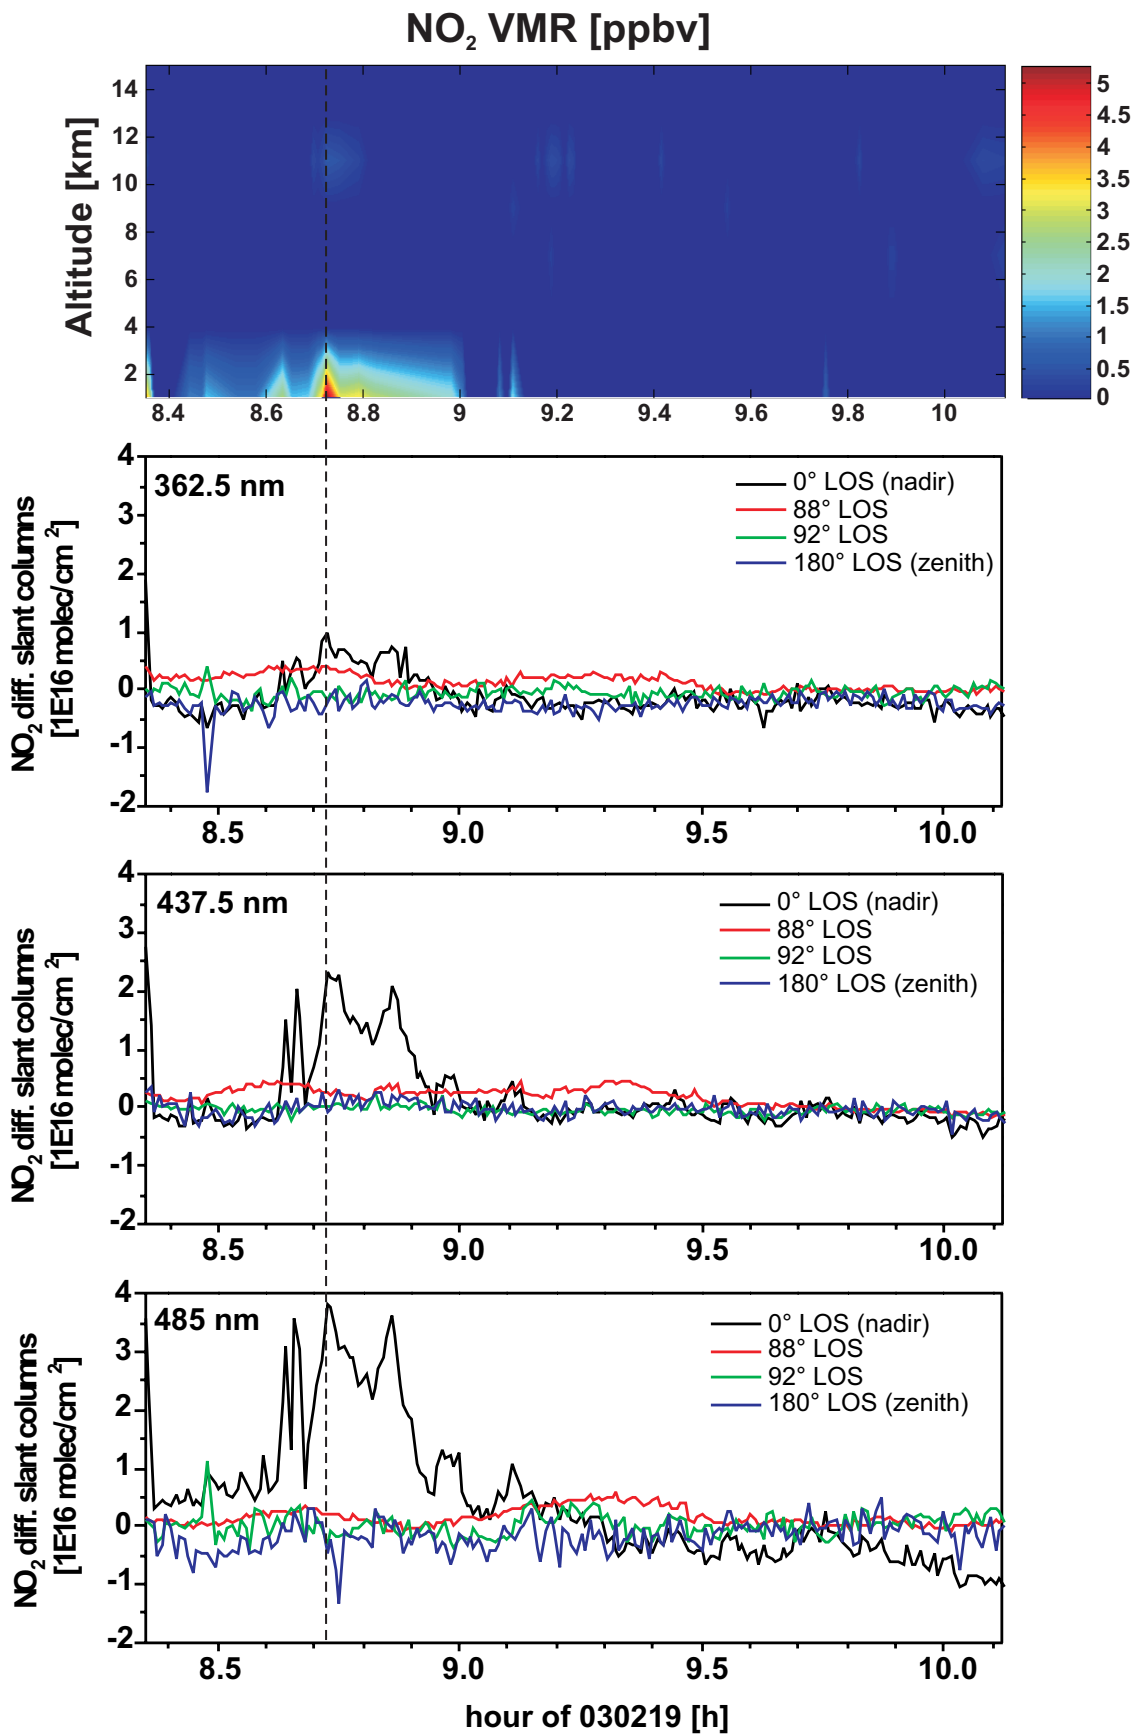 NO₂ VMR [ppbv]
Altitude [km]
14
12
10
8
6
4
2
8.4 8.6 8.8 9 9.2 9.4 9.6 9.8 10
5
4.5
4
3.5
3
2.5
2
1.5
1
0.5
0
NO₂ diff. slant columns
[1E16 molec/cm²]
362.5 nm
0° LOS (nadir)
88° LOS
92° LOS
180° LOS (zenith)
4
3
2
1
0
-1
-2
8.5 9.0 9.5 10.0
NO₂ diff. slant columns
[1E16 molec/cm²]
437.5 nm
0° LOS (nadir)
88° LOS
92° LOS
180° LOS (zenith)
4
3
2
1
0
-1
-2
8.5 9.0 9.5 10.0
NO₂ diff. slant columns
[1E16 molec/cm²]
485 nm
0° LOS (nadir)
88° LOS
92° LOS
180° LOS (zenith)
4
3
2
1
0
-1
-2
8.5 9.0 9.5 10.0
hour of 030219 [h]